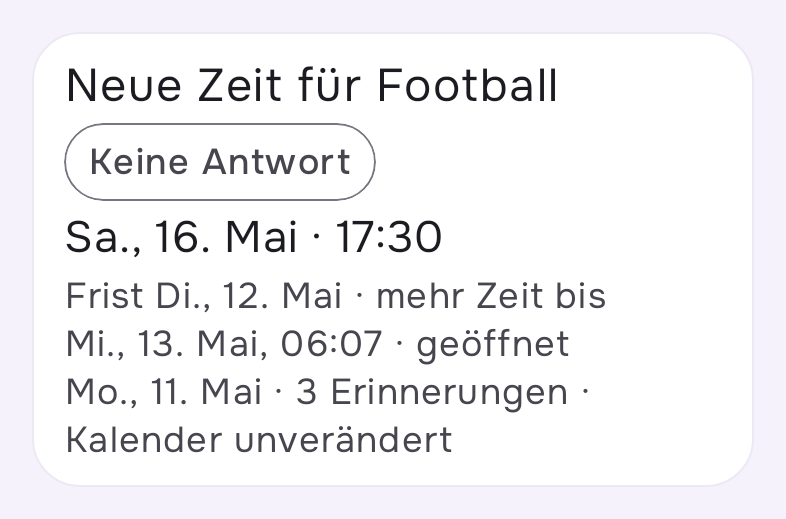 Neue Zeit für Football
Keine Antwort
Sa., 16. Mai · 17:30
Frist Di., 12. Mai · mehr Zeit bis
Mi., 13. Mai, 06:07 · geöffnet
Mo., 11. Mai · 3 Erinnerungen ·
Kalender unverändert